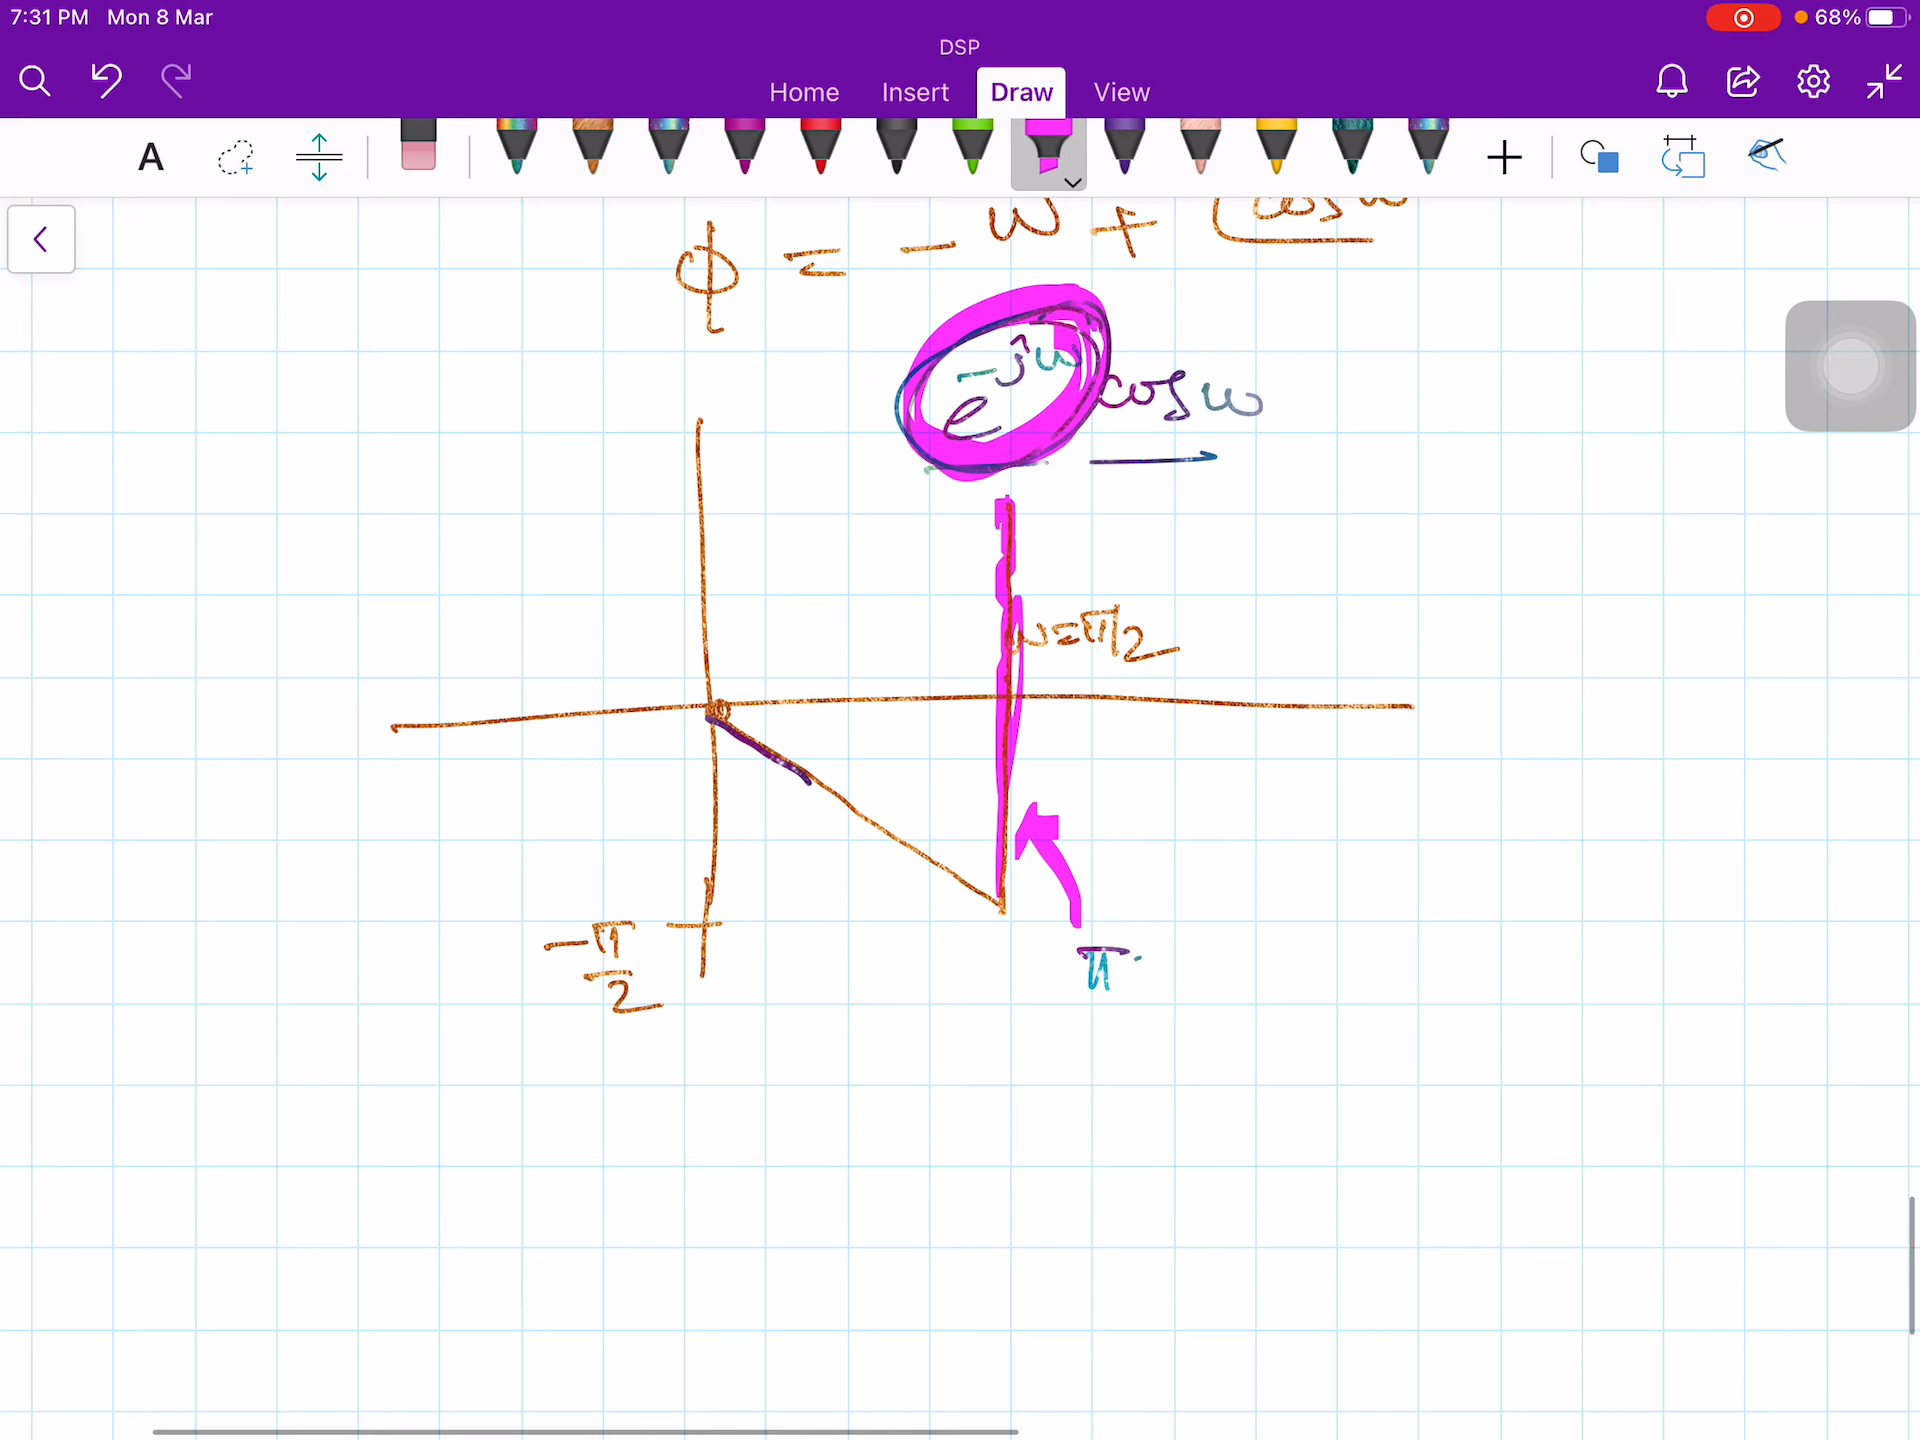 7:31 PM Mon 8 Mar
68%
DSP
Home Insert Draw View
A
ϕ = - ω + ∠cos ω
e^{-jω} cos ω
ω = π/2
-π/2
π